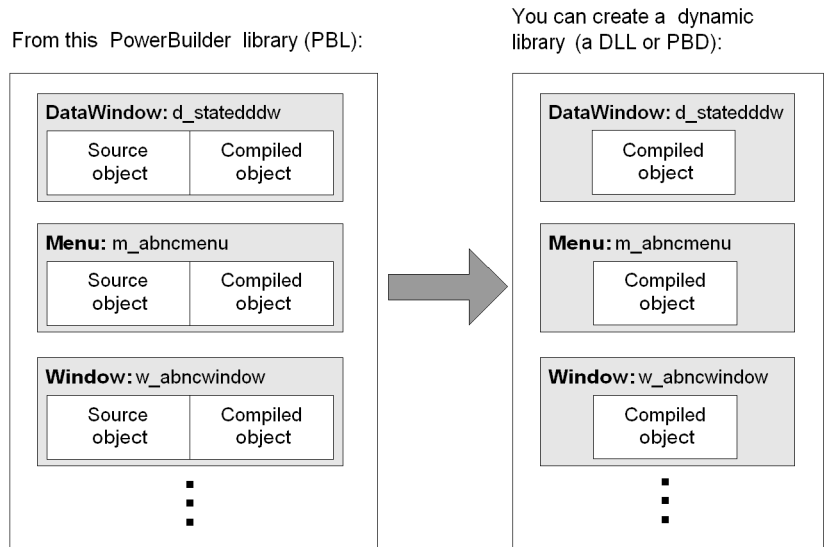 From this PowerBuilder library (PBL):
DataWindow: d_statedddw
Source
object
Compiled
object
Menu: m_abncmenu
Source
object
Compiled
object
Window: w_abncwindow
Source
object
Compiled
object
You can create a dynamic
library (a DLL or PBD):
DataWindow: d_statedddw
Compiled
object
Menu: m_abncmenu
Compiled
object
Window: w_abncwindow
Compiled
object